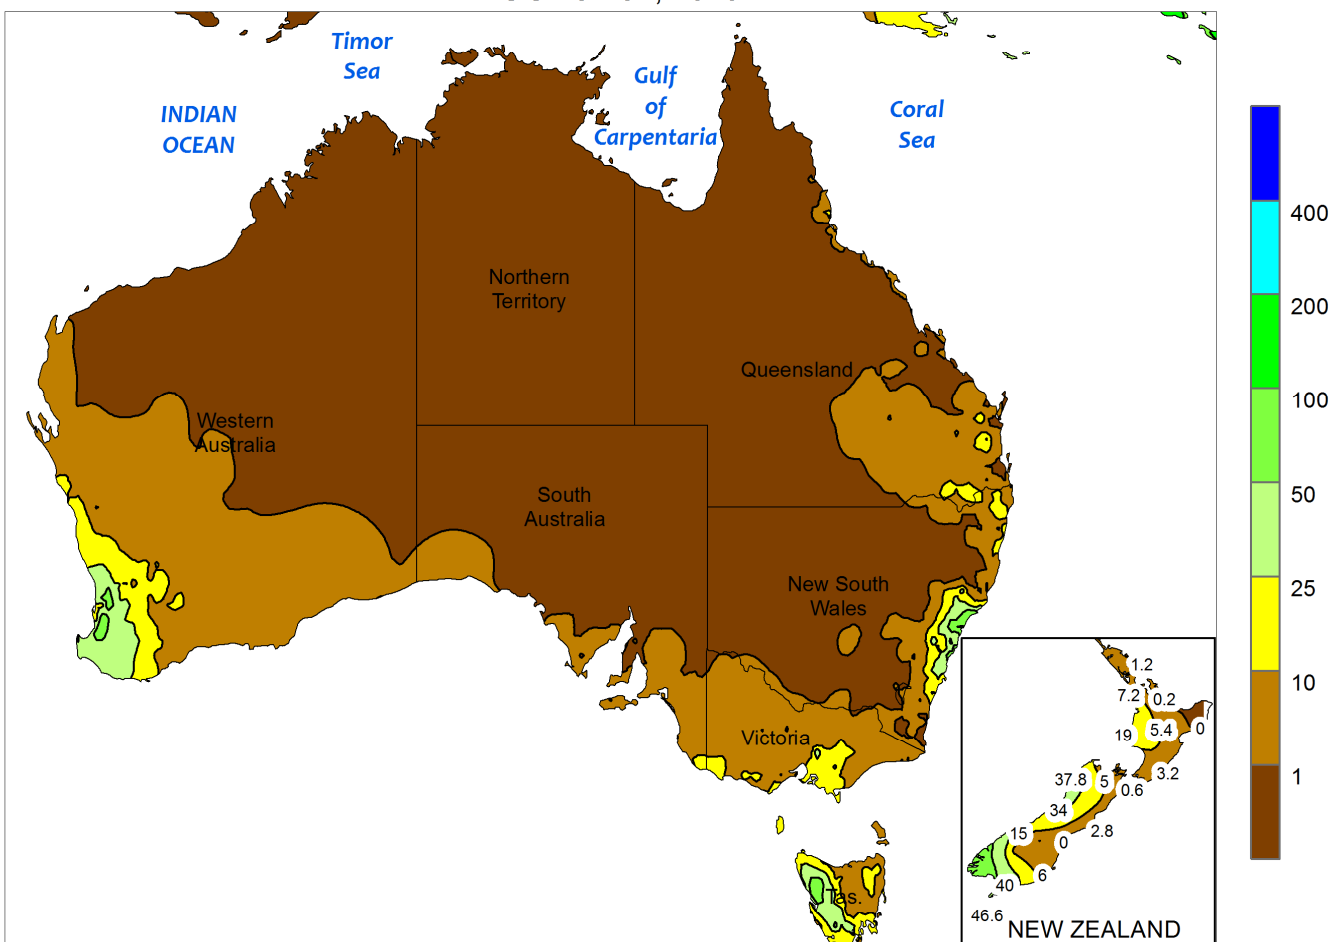 Timor
Sea
Gulf
of
Carpentaria
INDIAN
OCEAN
Coral
Sea
Northern
Territory
Queensland
Western
Australia
South
Australia
New South
Wales
Victoria
Tas.
400
200
100
50
25
10
1
1.2
7.2
0.2
19
5.4
0
3.2
37.8
5
0.6
34
2.8
15
0
6
40
46.6
NEW ZEALAND